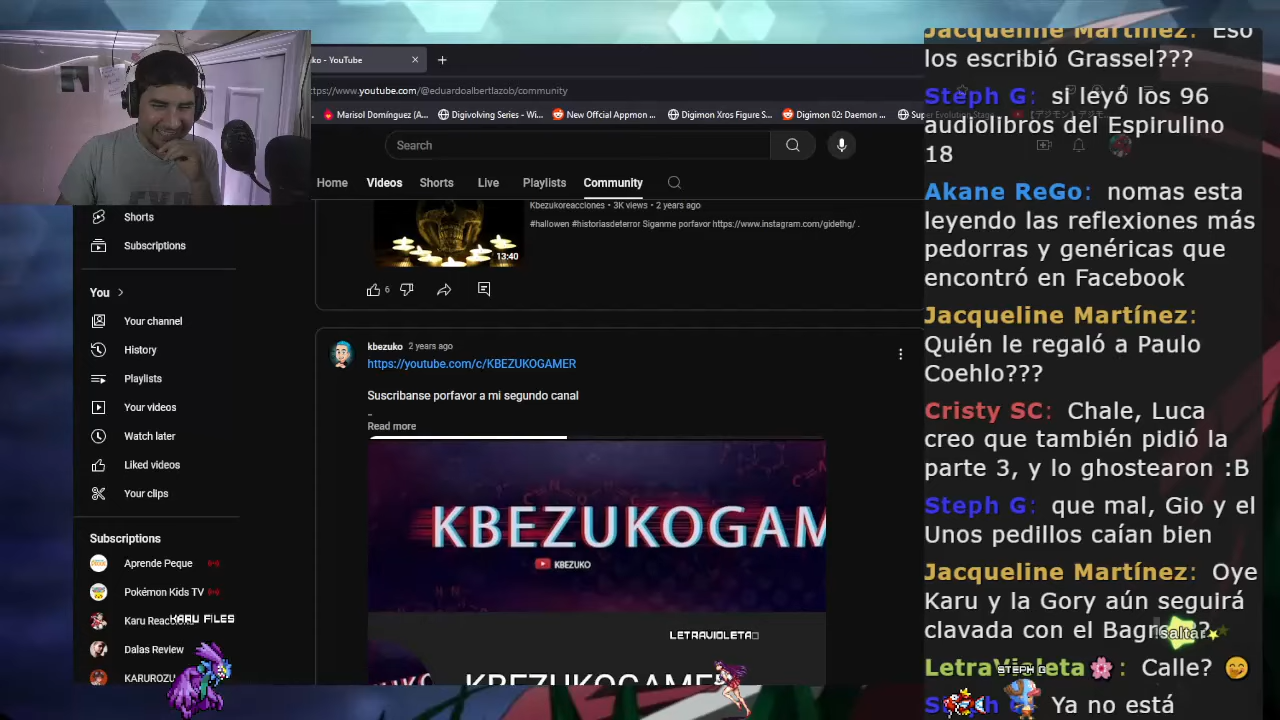 ko - YouTube
ttps://www.youtube.com/@eduardoalbertlazob/community
Marisol Domínguez (A...
Digivolving Series - Wi...
New Official Appmon ...
Digimon Xros Figure S...
Digimon 02: Daemon ...
Search
Home
Videos
Shorts
Live
Playlists
Community
Shorts
Subscriptions
You
Your channel
History
Playlists
Your videos
Watch later
Liked videos
Your clips
Subscriptions
Aprende Peque
Pokémon Kids TV
Karu Reac
KARU FILES
Dalas Review
KARUROZU
Kbezukoreacciones • 3K views • 2 years ago
#hallowen #historiasdeterror Siganme porfavor https://www.instagram.com/gidethg/ .
13:40
6
kbezuko 2 years ago
https://youtube.com/c/KBEZUKOGAMER
Suscribanse porfavor a mi segundo canal
_
Read more
KBEZUKOGAM
KBEZUKO
LETRAVIOLETA
KBEZUKOGAMER
Jacqueline Martínez: Eso
los escribió Grassel???
Steph G: si leyó los 96
audiolibros del Espirulino
18
Akane ReGo: nomas esta
leyendo las reflexiones más
pedorras y genéricas que
encontró en Facebook
Jacqueline Martínez:
Quién le regaló a Paulo
Coehlo???
Cristy SC: Chale, Luca
creo que también pidió la
parte 3, y lo ghostearon :B
Steph G: que mal, Gio y el
Unos pedillos caían bien
Jacqueline Martínez: Oye
Karu y la Gory aún seguirá
clavada con el Bagre?
!saltar
LetraVioleta🌸: Calle? 😊
STEPH G
Steph G: Ya no está